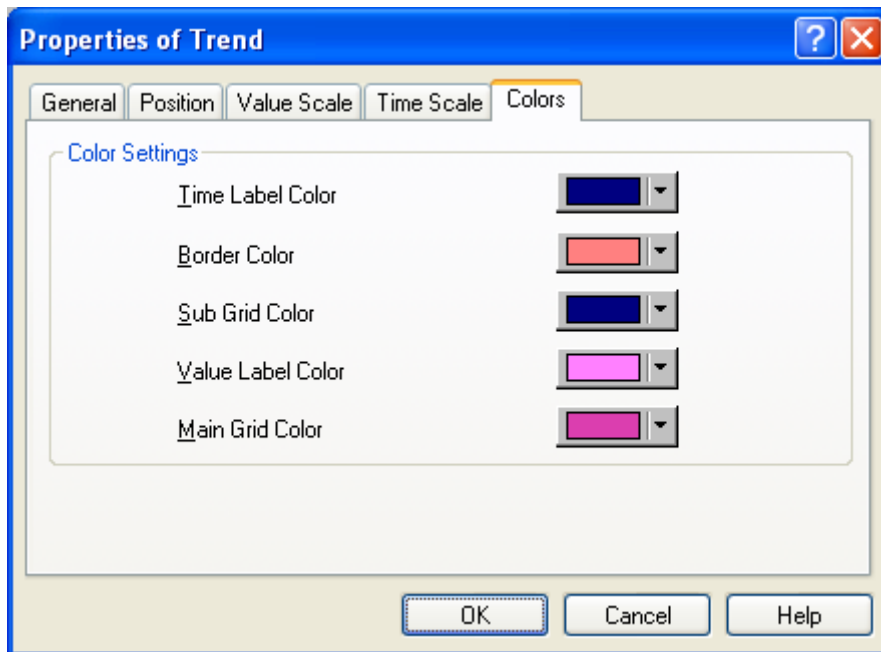 Properties of Trend
General Position Value Scale Time Scale Colors
Color Settings
Time Label Color
Border Color
Sub Grid Color
Value Label Color
Main Grid Color
OK Cancel Help